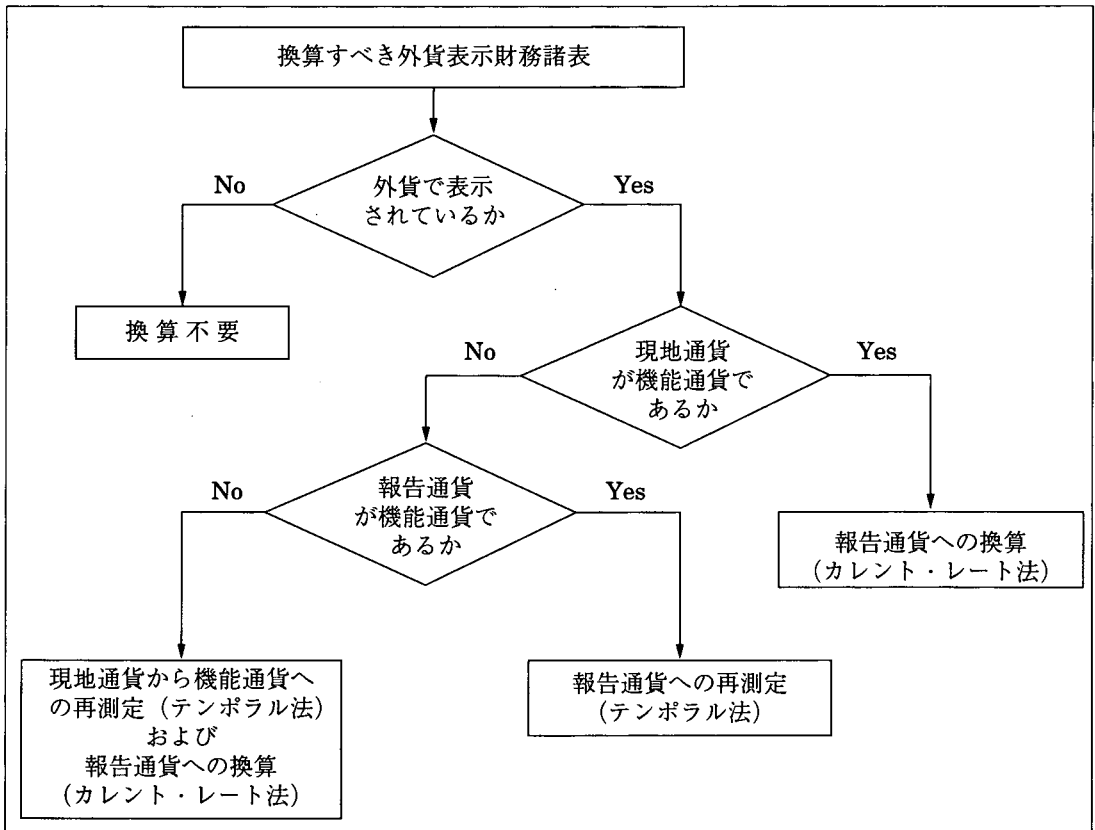 換算すべき外貨表示財務諸表
外貨で表示
されているか
No
Yes
換算不要
現地通貨
が機能通貨で
あるか
No
Yes
報告通貨
が機能通貨で
あるか
No
Yes
報告通貨への換算
(カレント・レート法)
現地通貨から機能通貨へ
の再測定(テンポラル法)
および
報告通貨への換算
(カレント・レート法)
報告通貨への再測定
(テンポラル法)